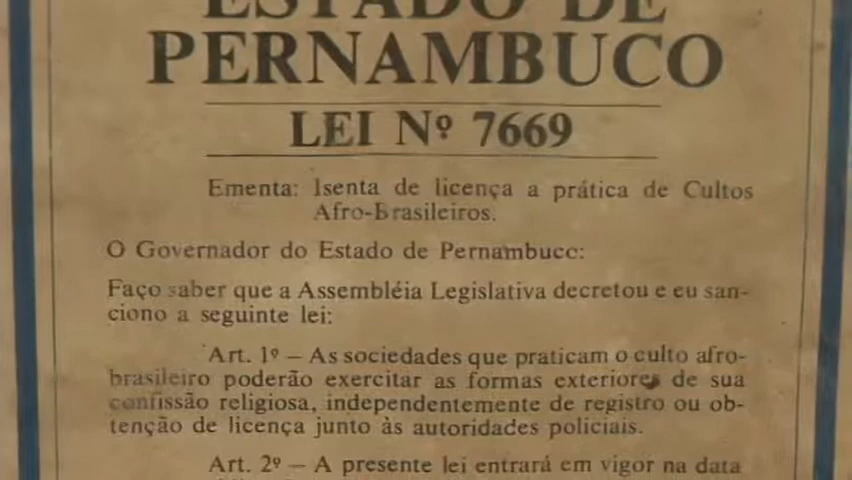 ESTADO DE
PERNAMBUCO
LEI Nº 7669
Ementa: Isenta de licença a prática de Cultos
Afro-Brasileiros.
O Governador do Estado de Pernambuco:
Faço saber que a Assembléia Legislativa decretou e eu san-
ciono a seguinte lei:
Art. 1º – As sociedades que praticam o culto afro-
brasileiro poderão exercitar as formas exteriores de sua
confissão religiosa, independentemente de registro ou ob-
tenção de licença junto às autoridades policiais.
Art. 2º – A presente lei entrará em vigor na data